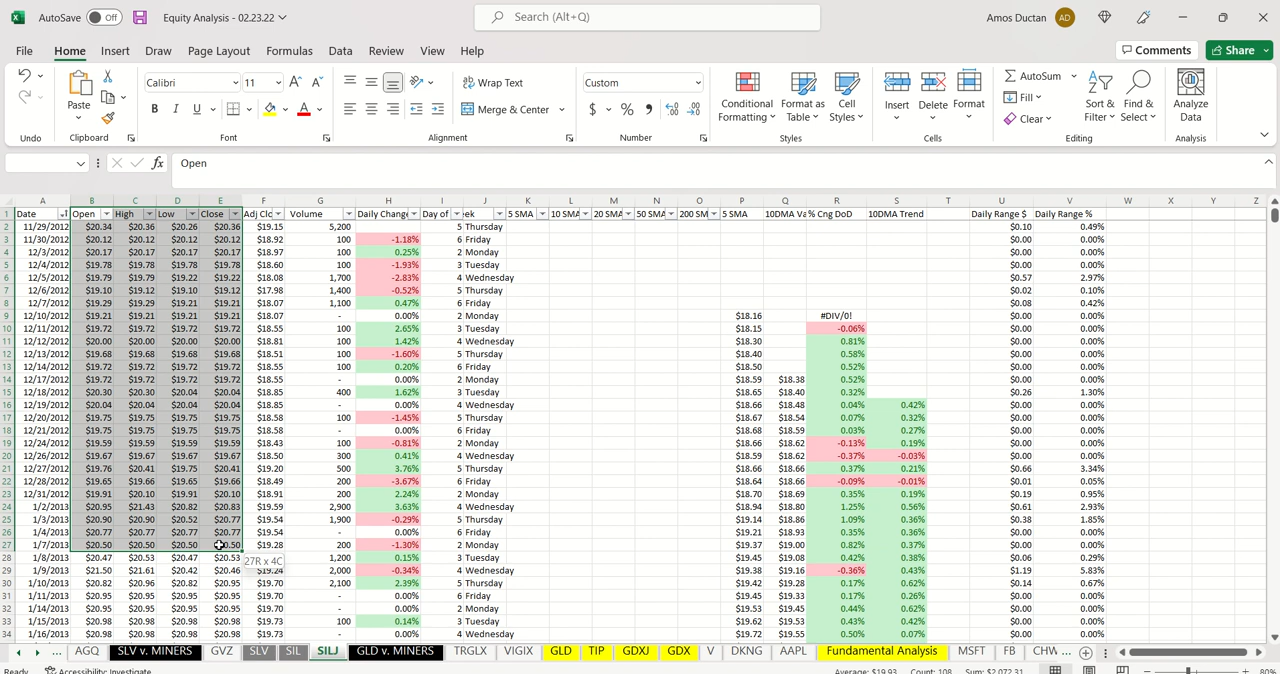 AutoSave Off Equity Analysis - 02.23.22 Search (Alt+Q) Amos Ductan AD
File Home Insert Draw Page Layout Formulas Data Review View Help Comments Share
Paste Calibri 11 Wrap Text Custom Conditional Formatting Format as Table Cell Styles Insert Delete Format AutoSum Sort & Filter Find & Select Analyze Data
B I U Merge & Center $ % Fill
Clear
Undo Clipboard Font Alignment Number Styles Cells Editing Analysis
fx Open
A B C D E F G H I J K L M N O P Q R S T U V W X Y Z
1 Date Open High Low Close Adj Clo Volume Daily Change Day of eek 5 SMA 10 SMA 20 SMA 50 SMA 200 SM 5 SMA 10DMA Va % Cng DoD 10DMA Trend Daily Range $ Daily Range %
2 11/29/2012 $20.34 $20.36 $20.26 $20.36 $19.15 5,200 5 Thursday $0.10 0.49%
3 11/30/2012 $20.12 $20.12 $20.12 $20.12 $18.92 100 -1.18% 6 Friday $0.00 0.00%
4 12/3/2012 $20.17 $20.17 $20.17 $20.17 $18.97 100 0.25% 2 Monday $0.00 0.00%
5 12/4/2012 $19.78 $19.78 $19.78 $19.78 $18.60 100 -1.93% 3 Tuesday $0.00 0.00%
6 12/5/2012 $19.79 $19.79 $19.22 $19.22 $18.08 1,700 -2.83% 4 Wednesday $0.57 2.97%
7 12/6/2012 $19.10 $19.12 $19.10 $19.12 $17.98 1,400 -0.52% 5 Thursday $0.02 0.10%
8 12/7/2012 $19.29 $19.29 $19.21 $19.21 $18.07 1,100 0.47% 6 Friday $0.08 0.42%
9 12/10/2012 $19.21 $19.21 $19.21 $19.21 $18.07 - 0.00% 2 Monday $18.16 #DIV/0! $0.00 0.00%
10 12/11/2012 $19.72 $19.72 $19.72 $19.72 $18.55 100 2.65% 3 Tuesday $18.15 -0.06% $0.00 0.00%
11 12/12/2012 $20.00 $20.00 $20.00 $20.00 $18.81 100 1.42% 4 Wednesday $18.30 0.81% $0.00 0.00%
12 12/13/2012 $19.68 $19.68 $19.68 $19.68 $18.51 100 -1.60% 5 Thursday $18.40 0.58% $0.00 0.00%
13 12/14/2012 $19.72 $19.72 $19.72 $19.72 $18.55 100 0.20% 6 Friday $18.50 0.52% $0.00 0.00%
14 12/17/2012 $19.72 $19.72 $19.72 $19.72 $18.55 - 0.00% 2 Monday $18.59 $18.38 0.52% $0.00 0.00%
15 12/18/2012 $20.30 $20.30 $20.04 $20.04 $18.85 400 1.62% 3 Tuesday $18.65 $18.40 0.32% $0.26 1.30%
16 12/19/2012 $20.04 $20.04 $20.04 $20.04 $18.85 - 0.00% 4 Wednesday $18.66 $18.48 0.04% 0.42% $0.00 0.00%
17 12/20/2012 $19.75 $19.75 $19.75 $19.75 $18.58 100 -1.45% 5 Thursday $18.67 $18.54 0.07% 0.32% $0.00 0.00%
18 12/21/2012 $19.75 $19.75 $19.75 $19.75 $18.58 - 0.00% 6 Friday $18.68 $18.59 0.03% 0.27% $0.00 0.00%
19 12/24/2012 $19.59 $19.59 $19.59 $19.59 $18.43 100 -0.81% 2 Monday $18.66 $18.62 -0.13% 0.19% $0.00 0.00%
20 12/26/2012 $19.67 $19.67 $19.67 $19.67 $18.50 300 0.41% 4 Wednesday $18.59 $18.62 -0.37% -0.03% $0.00 0.00%
21 12/27/2012 $19.76 $20.41 $19.75 $20.41 $19.20 500 3.76% 5 Thursday $18.66 $18.66 0.37% 0.21% $0.66 3.34%
22 12/28/2012 $19.65 $19.66 $19.65 $19.66 $18.49 200 -3.67% 6 Friday $18.64 $18.66 -0.09% -0.01% $0.01 0.05%
23 12/31/2012 $19.91 $20.10 $19.91 $20.10 $18.91 200 2.24% 2 Monday $18.70 $18.69 0.35% 0.19% $0.19 0.95%
24 1/2/2013 $20.95 $21.43 $20.82 $20.83 $19.59 2,900 3.63% 4 Wednesday $18.94 $18.80 1.25% 0.56% $0.61 2.93%
25 1/3/2013 $20.90 $20.90 $20.52 $20.77 $19.54 1,900 -0.29% 5 Thursday $19.14 $18.86 1.09% 0.36% $0.38 1.85%
26 1/4/2013 $20.77 $20.77 $20.77 $20.77 $19.54 - 0.00% 6 Friday $19.21 $18.93 0.35% 0.35% $0.00 0.00%
27 1/7/2013 $20.50 $20.50 $20.50 $20.50 $19.28 200 -1.30% 2 Monday $19.37 $19.00 0.82% 0.37% $0.00 0.00%
28 1/8/2013 $20.47 $20.53 $20.47 $20.53 1,200 0.15% 3 Tuesday $19.45 $19.08 0.42% 0.38% $0.06 0.29%
27R x 4C
29 1/9/2013 $21.50 $21.61 $20.42 $20.46 $19.24 2,000 -0.34% 4 Wednesday $19.38 $19.16 -0.36% 0.43% $1.19 5.83%
30 1/10/2013 $20.82 $20.96 $20.82 $20.95 $19.70 2,100 2.39% 5 Thursday $19.42 $19.28 0.17% 0.62% $0.14 0.67%
31 1/11/2013 $20.95 $20.95 $20.95 $20.95 $19.70 - 0.00% 6 Friday $19.45 $19.33 0.17% 0.26% $0.00 0.00%
32 1/14/2013 $20.95 $20.95 $20.95 $20.95 $19.70 - 0.00% 2 Monday $19.53 $19.45 0.44% 0.62% $0.00 0.00%
33 1/15/2013 $20.98 $20.98 $20.98 $20.98 $19.73 100 0.14% 3 Tuesday $19.62 $19.53 0.43% 0.43% $0.00 0.00%
34 1/16/2013 $20.98 $20.98 $20.98 $20.98 $19.73 - 0.00% 4 Wednesday $19.72 $19.55 0.50% 0.07% $0.00 0.00%
... AGQ SLV v. MINERS GVZ SLV SIL SILJ GLD v. MINERS TRGLX VIGIX GLD TIP GDXJ GDX V DKNG AAPL Fundamental Analysis MSFT FB CHW ...
Ready Accessibility: Investigate Average: $19.93 Count: 108 Sum: $2,072.31 80%